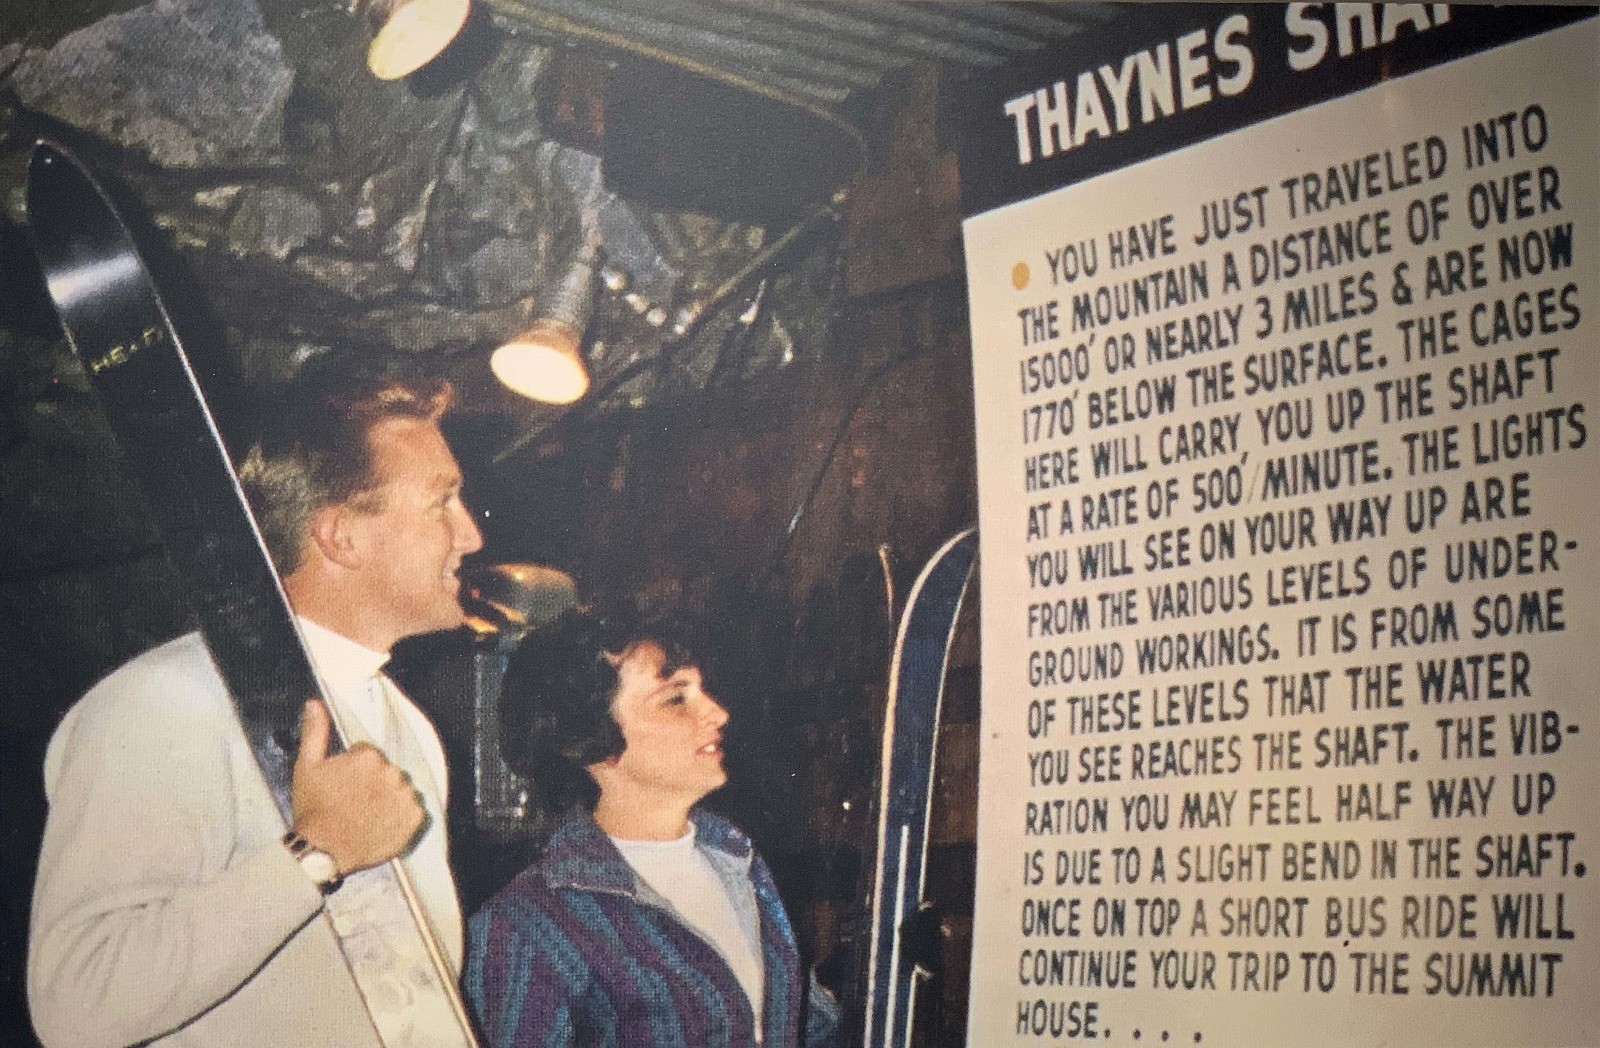 THAYNES SHAF
• YOU HAVE JUST TRAVELED INTO
THE MOUNTAIN A DISTANCE OF OVER
15000' OR NEARLY 3 MILES & ARE NOW
1770' BELOW THE SURFACE. THE CAGES
HERE WILL CARRY YOU UP THE SHAFT
AT A RATE OF 500'/MINUTE. THE LIGHTS
YOU WILL SEE ON YOUR WAY UP ARE
FROM THE VARIOUS LEVELS OF UNDER-
GROUND WORKINGS. IT IS FROM SOME
OF THESE LEVELS THAT THE WATER
YOU SEE REACHES THE SHAFT. THE VIB-
RATION YOU MAY FEEL HALF WAY UP
IS DUE TO A SLIGHT BEND IN THE SHAFT.
ONCE ON TOP A SHORT BUS RIDE WILL
CONTINUE YOUR TRIP TO THE SUMMIT
HOUSE. . . .